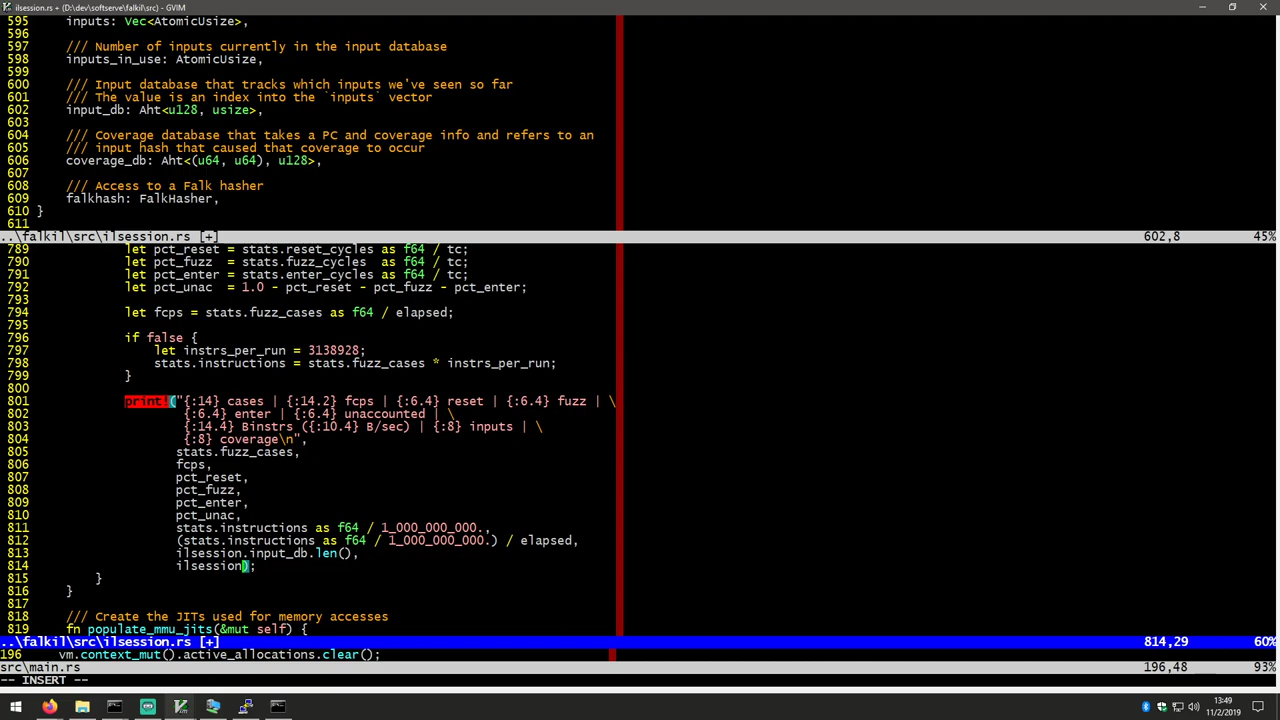 ilsession.rs + (D:\dev\softserve\falkil\src) - GVIM
595     inputs: Vec<AtomicUsize>,
596
597     /// Number of inputs currently in the input database
598     inputs_in_use: AtomicUsize,
599
600     /// Input database that tracks which inputs we've seen so far
601     /// The value is an index into the `inputs` vector
602     input_db: Aht<u128, usize>,
603
604     /// Coverage database that takes a PC and coverage info and refers to an
605     /// input hash that caused that coverage to occur
606     coverage_db: Aht<(u64, u64), u128>,
607
608     /// Access to a Falk hasher
609     falkhash: FalkHasher,
610 }
611
..\falkil\src\ilsession.rs [+] 602,8 45%
789             let pct_reset = stats.reset_cycles as f64 / tc;
790             let pct_fuzz  = stats.fuzz_cycles  as f64 / tc;
791             let pct_enter = stats.enter_cycles as f64 / tc;
792             let pct_unac  = 1.0 - pct_reset - pct_fuzz - pct_enter;
793
794             let fcps = stats.fuzz_cases as f64 / elapsed;
795
796             if false {
797                 let instrs_per_run = 3138928;
798                 stats.instructions = stats.fuzz_cases * instrs_per_run;
799             }
800
801             print!("{:14} cases | {:14.2} fcps | {:6.4} reset | {:6.4} fuzz | \
802                     {:6.4} enter | {:6.4} unaccounted | \
803                     {:14.4} Binstrs ({:10.4} B/sec) | {:8} inputs | \
804                     {:8} coverage\n",
805                    stats.fuzz_cases,
806                    fcps,
807                    pct_reset,
808                    pct_fuzz,
809                    pct_enter,
810                    pct_unac,
811                    stats.instructions as f64 / 1_000_000_000.,
812                    (stats.instructions as f64 / 1_000_000_000.) / elapsed,
813                    ilsession.input_db.len(),
814                    ilsession);
815         }
816     }
817
818     /// Create the JITs used for memory accesses
819     fn populate_mmu_jits(&mut self) {
..\falkil\src\ilsession.rs [+] 814,29 60%
196    vm.context_mut().active_allocations.clear();
src\main.rs 196,48 93%
-- INSERT --
13:49
11/2/2019